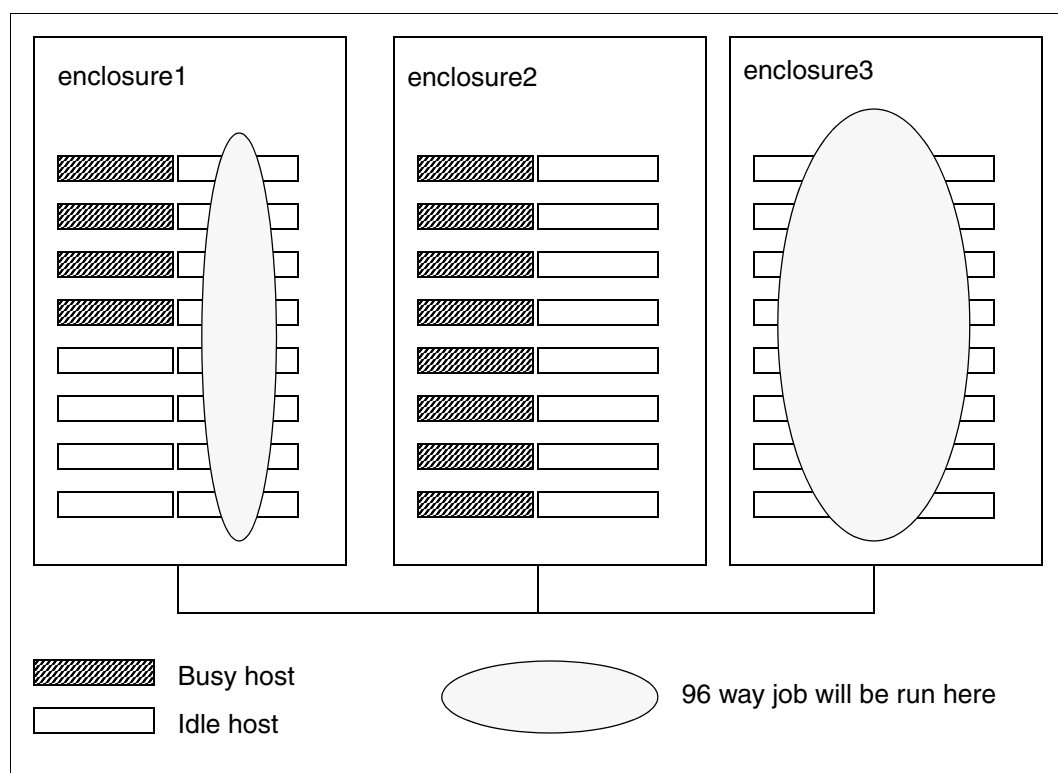 enclosure1
enclosure2
enclosure3
Busy host
Idle host
96 way job will be run here